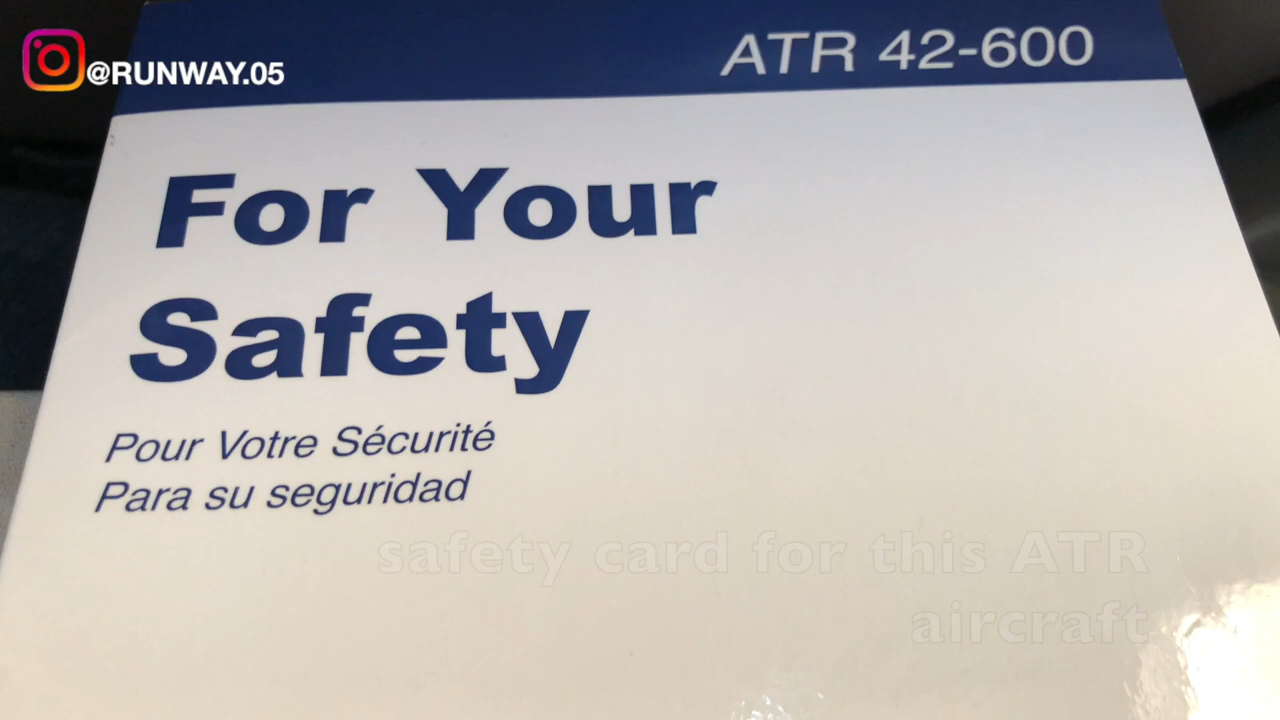 @RUNWAY.05
ATR 42-600
For Your
Safety
Pour Votre Sécurité
Para su seguridad
safety card for this ATR
aircraft